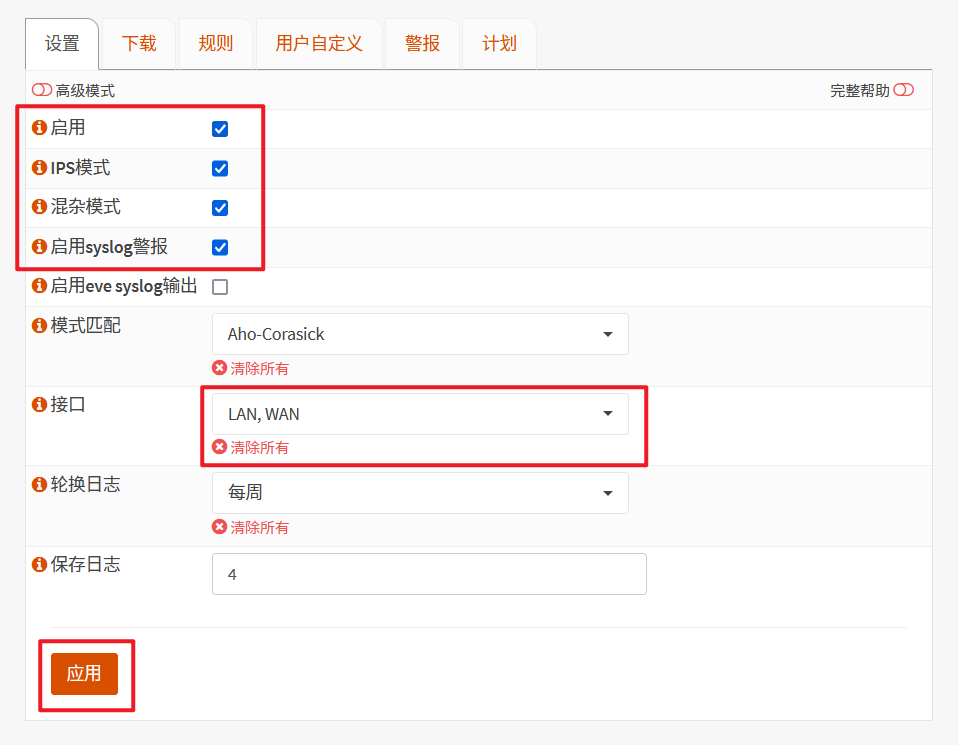 设置 下载 规则 用户自定义 警报 计划
高级模式 完整帮助
启用
IPS模式
混杂模式
启用syslog警报
启用eve syslog输出
模式匹配 Aho-Corasick
清除所有
接口 LAN, WAN
清除所有
轮换日志 每周
清除所有
保存日志 4
应用